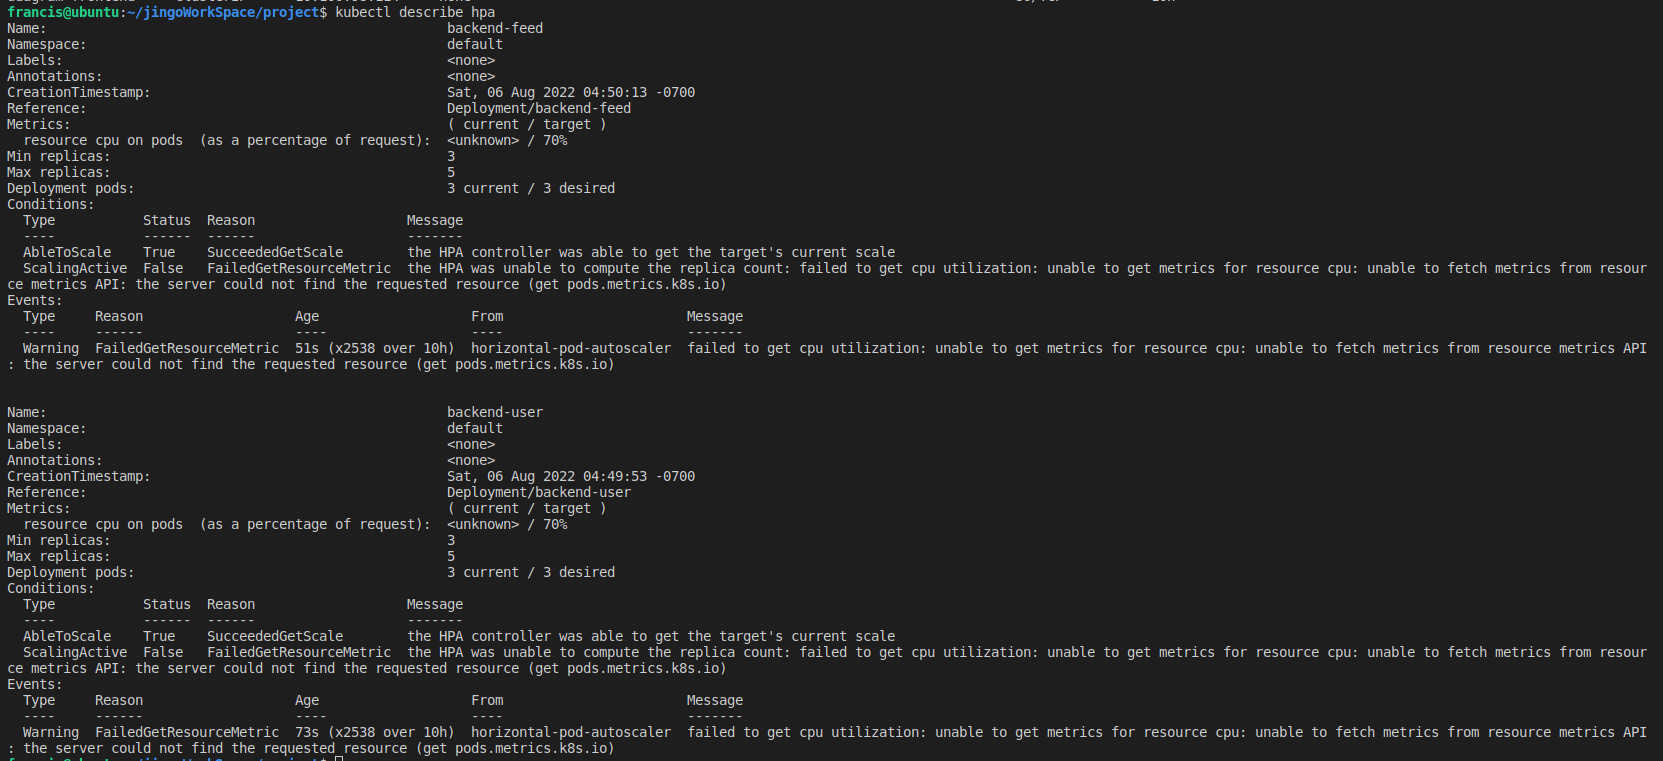 francis@ubuntu:~/jingoWorkSpace/project$ kubectl describe hpa
Name:                                                  backend-feed
Namespace:                                             default
Labels:                                                <none>
Annotations:                                           <none>
CreationTimestamp:                                     Sat, 06 Aug 2022 04:50:13 -0700
Reference:                                             Deployment/backend-feed
Metrics:                                               ( current / target )
  resource cpu on pods  (as a percentage of request):  <unknown> / 70%
Min replicas:                                          3
Max replicas:                                          5
Deployment pods:                                       3 current / 3 desired
Conditions:
  Type           Status  Reason                   Message
  ----           ------  ------                   -------
  AbleToScale    True    SucceededGetScale        the HPA controller was able to get the target's current scale
  ScalingActive  False   FailedGetResourceMetric  the HPA was unable to compute the replica count: failed to get cpu utilization: unable to get metrics for resource cpu: unable to fetch metrics from resour
ce metrics API: the server could not find the requested resource (get pods.metrics.k8s.io)
Events:
  Type     Reason                   Age                   From                       Message
  ----     ------                   ----                  ----                       -------
  Warning  FailedGetResourceMetric  51s (x2538 over 10h)  horizontal-pod-autoscaler  failed to get cpu utilization: unable to get metrics for resource cpu: unable to fetch metrics from resource metrics API
: the server could not find the requested resource (get pods.metrics.k8s.io)
Name:                                                  backend-user
Namespace:                                             default
Labels:                                                <none>
Annotations:                                           <none>
CreationTimestamp:                                     Sat, 06 Aug 2022 04:49:53 -0700
Reference:                                             Deployment/backend-user
Metrics:                                               ( current / target )
  resource cpu on pods  (as a percentage of request):  <unknown> / 70%
Min replicas:                                          3
Max replicas:                                          5
Deployment pods:                                       3 current / 3 desired
Conditions:
  Type           Status  Reason                   Message
  ----           ------  ------                   -------
  AbleToScale    True    SucceededGetScale        the HPA controller was able to get the target's current scale
  ScalingActive  False   FailedGetResourceMetric  the HPA was unable to compute the replica count: failed to get cpu utilization: unable to get metrics for resource cpu: unable to fetch metrics from resour
ce metrics API: the server could not find the requested resource (get pods.metrics.k8s.io)
Events:
  Type     Reason                   Age                   From                       Message
  ----     ------                   ----                  ----                       -------
  Warning  FailedGetResourceMetric  73s (x2538 over 10h)  horizontal-pod-autoscaler  failed to get cpu utilization: unable to get metrics for resource cpu: unable to fetch metrics from resource metrics API
: the server could not find the requested resource (get pods.metrics.k8s.io)
francis@ubuntu:~/jingoWorkSpace/project$